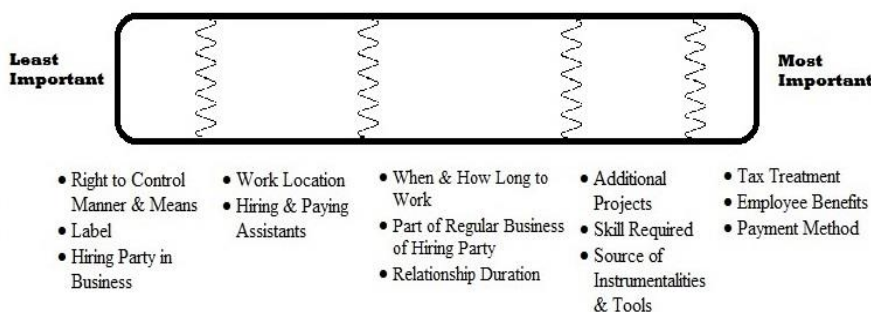 Least
Important
Most
Important
• Right to Control
Manner & Means
• Label
• Hiring Party in
Business
• Work Location
• Hiring & Paying
Assistants
• When & How Long to
Work
• Part of Regular Business
of Hiring Party
• Relationship Duration
• Additional
Projects
• Skill Required
• Source of
Instrumentalities
& Tools
• Tax Treatment
• Employee Benefits
• Payment Method